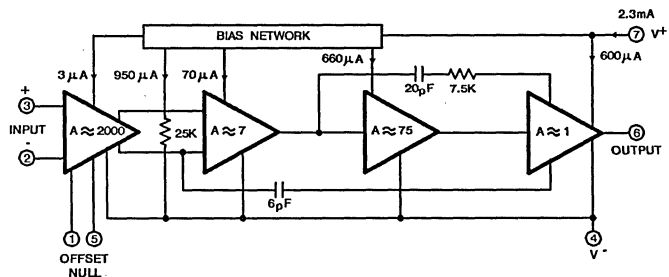 BIAS NETWORK
2.3mA
7 V+
3μA
950μA
70μA
660μA
600μA
20pF
7.5K
+
3
INPUT
-
2
A≈2000
25K
A≈7
A≈75
A≈1
6
OUTPUT
6pF
1
5
OFFSET
NULL
4
V-